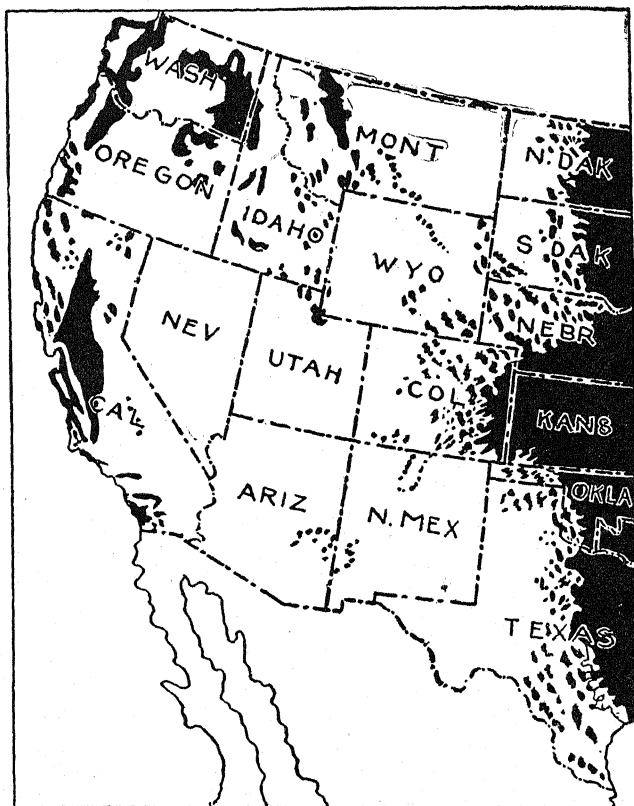 WASH
MONT
N. DAK
OREGON
IDAHO
S. DAK
WYO
NEBR
NEV
UTAH
COL
CAL
KANS
OKLA
ARIZ
N. MEX
TEXAS